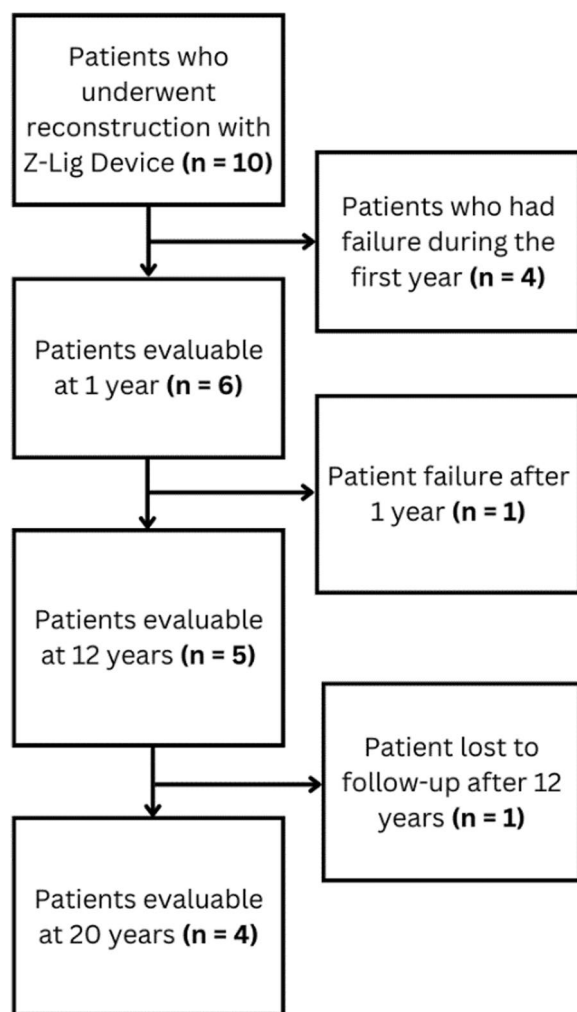 Patients who
underwent
reconstruction with
Z-Lig Device (n = 10)
Patients who had
failure during the
first year (n = 4)
Patients evaluable
at 1 year (n = 6)
Patient failure after
1 year (n = 1)
Patients evaluable
at 12 years (n = 5)
Patient lost to
follow-up after 12
years (n = 1)
Patients evaluable
at 20 years (n = 4)